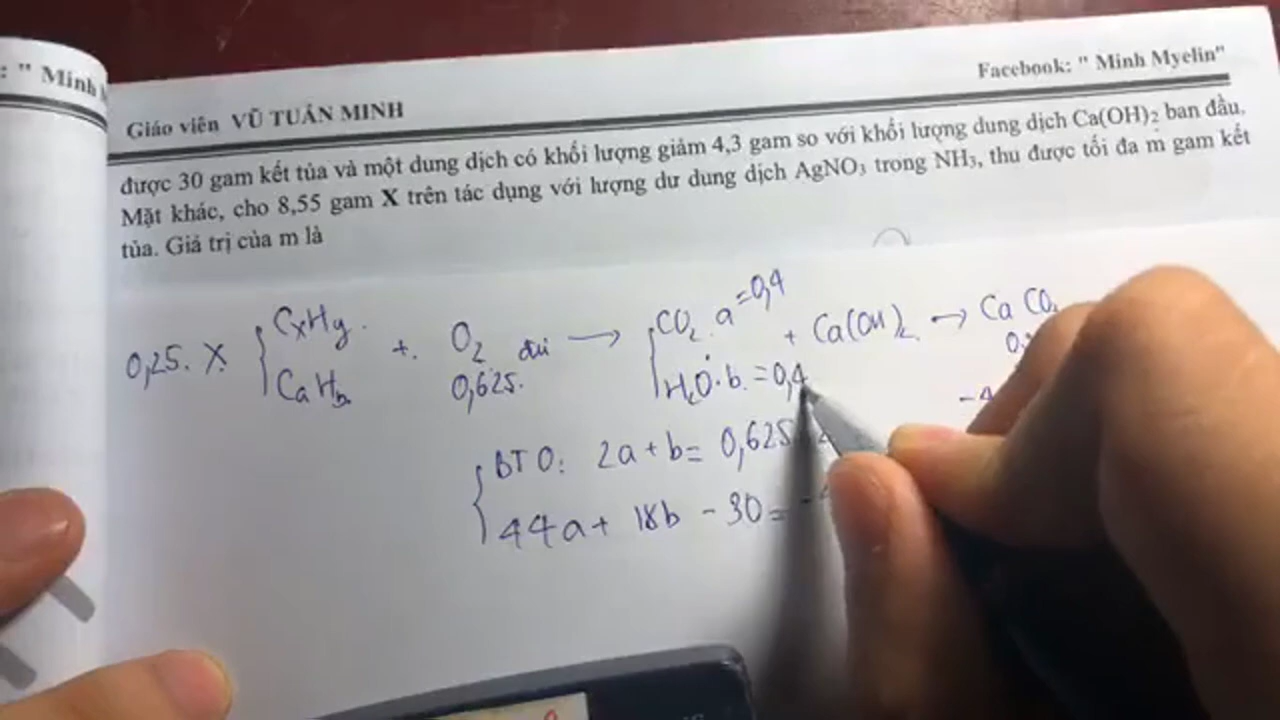 : " Minh
Giáo viên VŨ TUẤN MINH
Facebook: " Minh Myelin"
được 30 gam kết tủa và một dung dịch có khối lượng giảm 4,3 gam so với khối lượng dung dịch Ca(OH)₂ ban đầu.
Mặt khác, cho 8,55 gam X trên tác dụng với lượng dư dung dịch AgNO₃ trong NH₃, thu được tối đa m gam kết
tủa. Giá trị của m là
0,25. X { CxHy. + O₂ đủ → { CO₂ . a = 0,4 + Ca(OH)₂ → CaCO₃
CaHb 0,625. H₂O . b = 0,4
BT O: 2a + b = 0,625
44a + 18b - 30 = -4